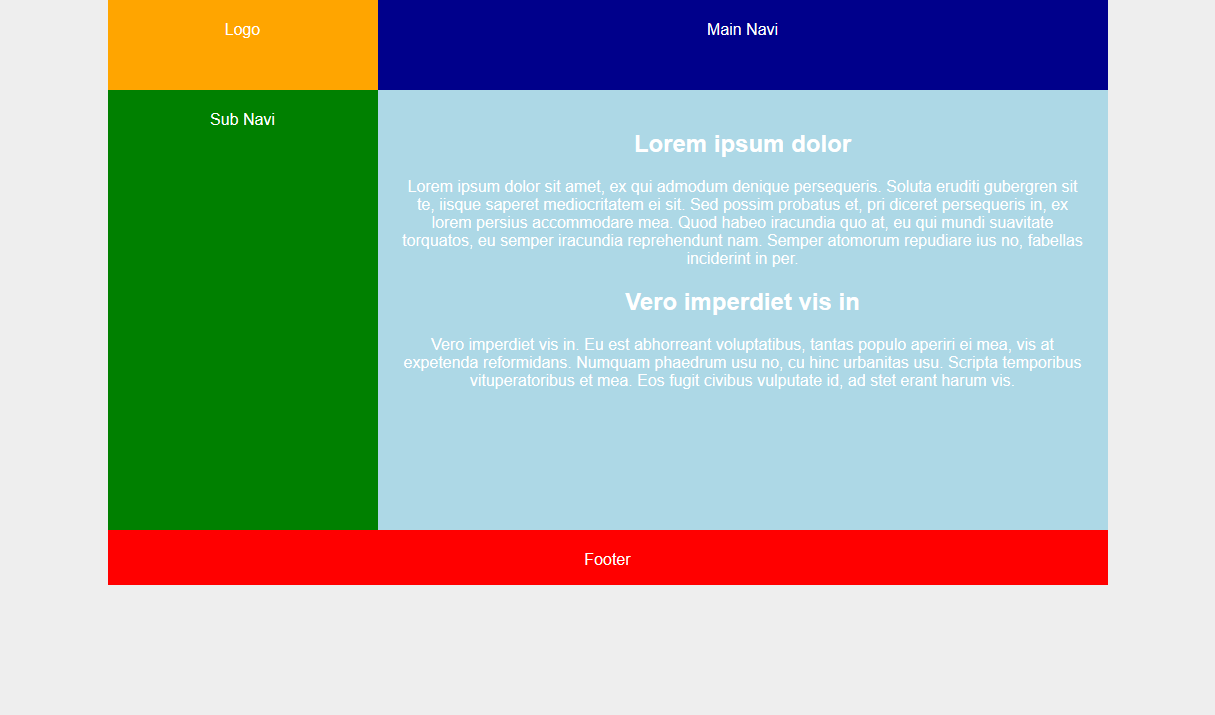 Logo
Main Navi
Sub Navi
Lorem ipsum dolor
Lorem ipsum dolor sit amet, ex qui admodum denique persequeris. Soluta eruditi gubergren sit
te, iisque saperet mediocritatem ei sit. Sed possim probatus et, pri diceret persequeris in, ex
lorem persius accommodare mea. Quod habeo iracundia quo at, eu qui mundi suavitate
torquatos, eu semper iracundia reprehendunt nam. Semper atomorum repudiare ius no, fabellas
inciderint in per.
Vero imperdiet vis in
Vero imperdiet vis in. Eu est abhorreant voluptatibus, tantas populo aperiri ei mea, vis at
expetenda reformidans. Numquam phaedrum usu no, cu hinc urbanitas usu. Scripta temporibus
vituperatoribus et mea. Eos fugit civibus vulputate id, ad stet erant harum vis.
Footer